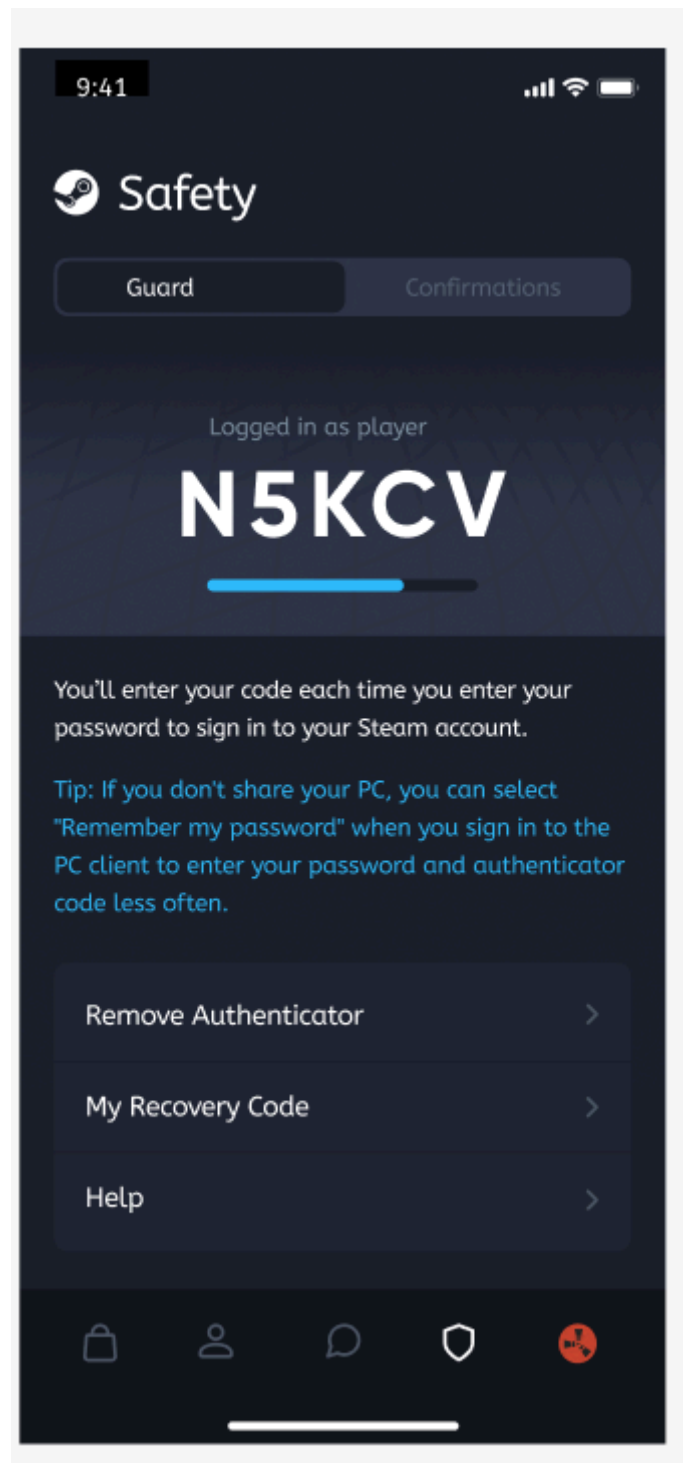 9:41
Safety
Guard
Confirmations
Logged in as player
N5KCV
You’ll enter your code each time you enter your
password to sign in to your Steam account.
Tip: If you don't share your PC, you can select
"Remember my password" when you sign in to the
PC client to enter your password and authenticator
code less often.
Remove Authenticator
My Recovery Code
Help